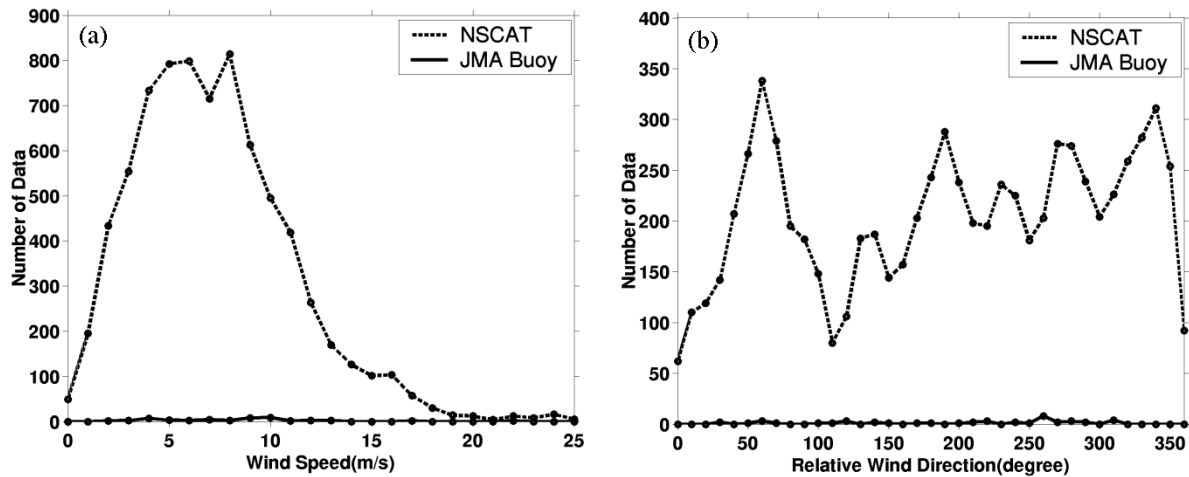 (a)
NSCAT
JMA Buoy
900
800
700
600
500
400
300
200
100
0
Number of Data
0 5 10 15 20 25
Wind Speed(m/s)
(b)
NSCAT
JMA Buoy
400
350
300
250
200
150
100
50
0
Number of Data
0 50 100 150 200 250 300 350
Relative Wind Direction(degree)